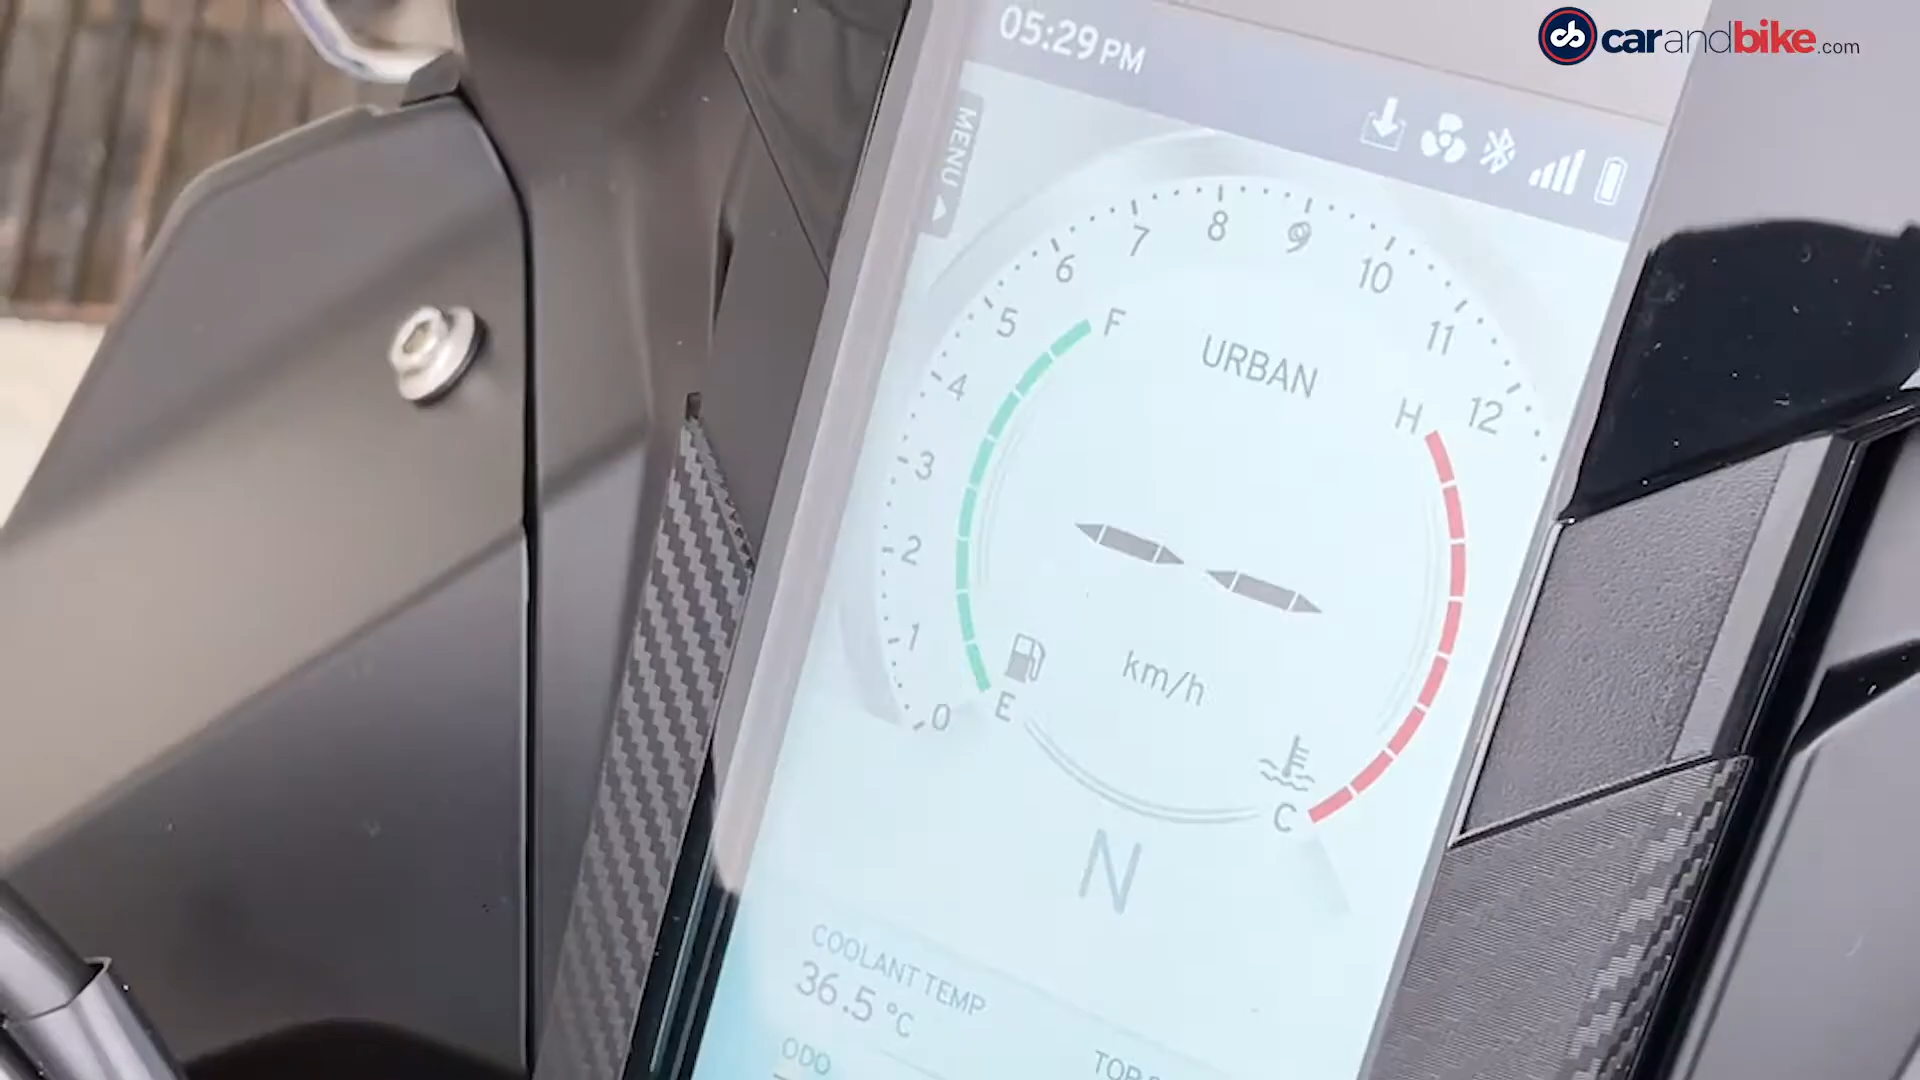 carandbike.com
05:29 PM
MENU
0
1
2
3
4
5
6
7
8
9
10
11
12
F
E
URBAN
H
C
km/h
N
COOLANT TEMP
36.5 °C
ODO
TOP